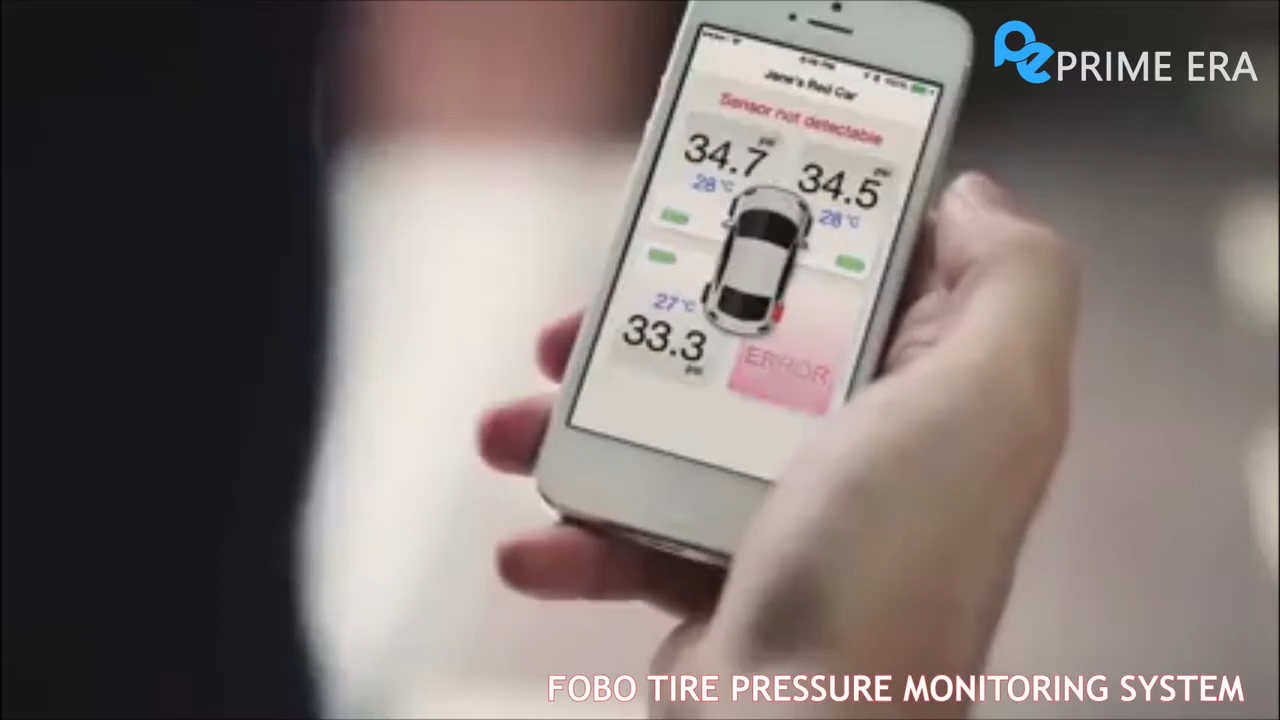 PRIME ERA
Jane's Red Car
Sensor not detectable
psi
34.7
28 °C
psi
34.5
28 °C
27 °C
33.3
psi
ERROR
FOBO TIRE PRESSURE MONITORING SYSTEM